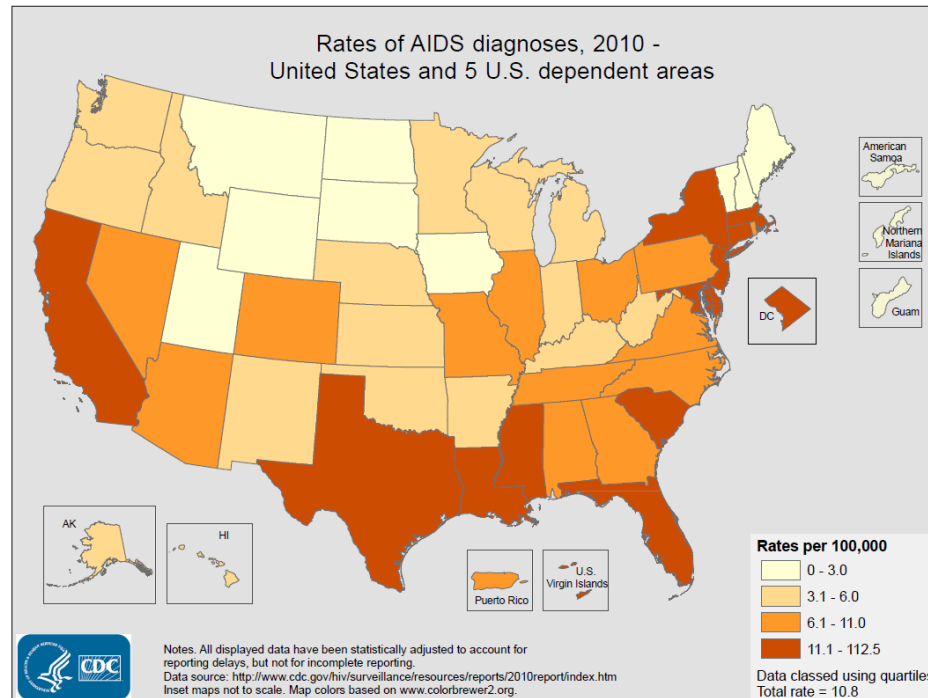 Rates of AIDS diagnoses, 2010 -
United States and 5 U.S. dependent areas
American
Samoa
Northern
Mariana
Islands
Guam
DC
AK
HI
Puerto Rico
U.S.
Virgin Islands
Rates per 100,000
0 - 3.0
3.1 - 6.0
6.1 - 11.0
11.1 - 112.5
Data classed using quartiles
Total rate = 10.8
CDC
Notes. All displayed data have been statistically adjusted to account for
reporting delays, but not for incomplete reporting.
Data source: http://www.cdc.gov/hiv/surveillance/resources/reports/2010report/index.htm
Inset maps not to scale. Map colors based on www.colorbrewer2.org.